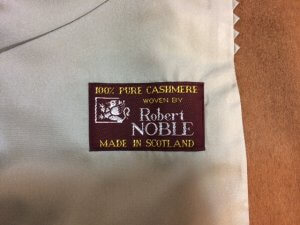 100% PURE CASHMERE
WOVEN BY
Robert
NOBLE
MADE IN SCOTLAND